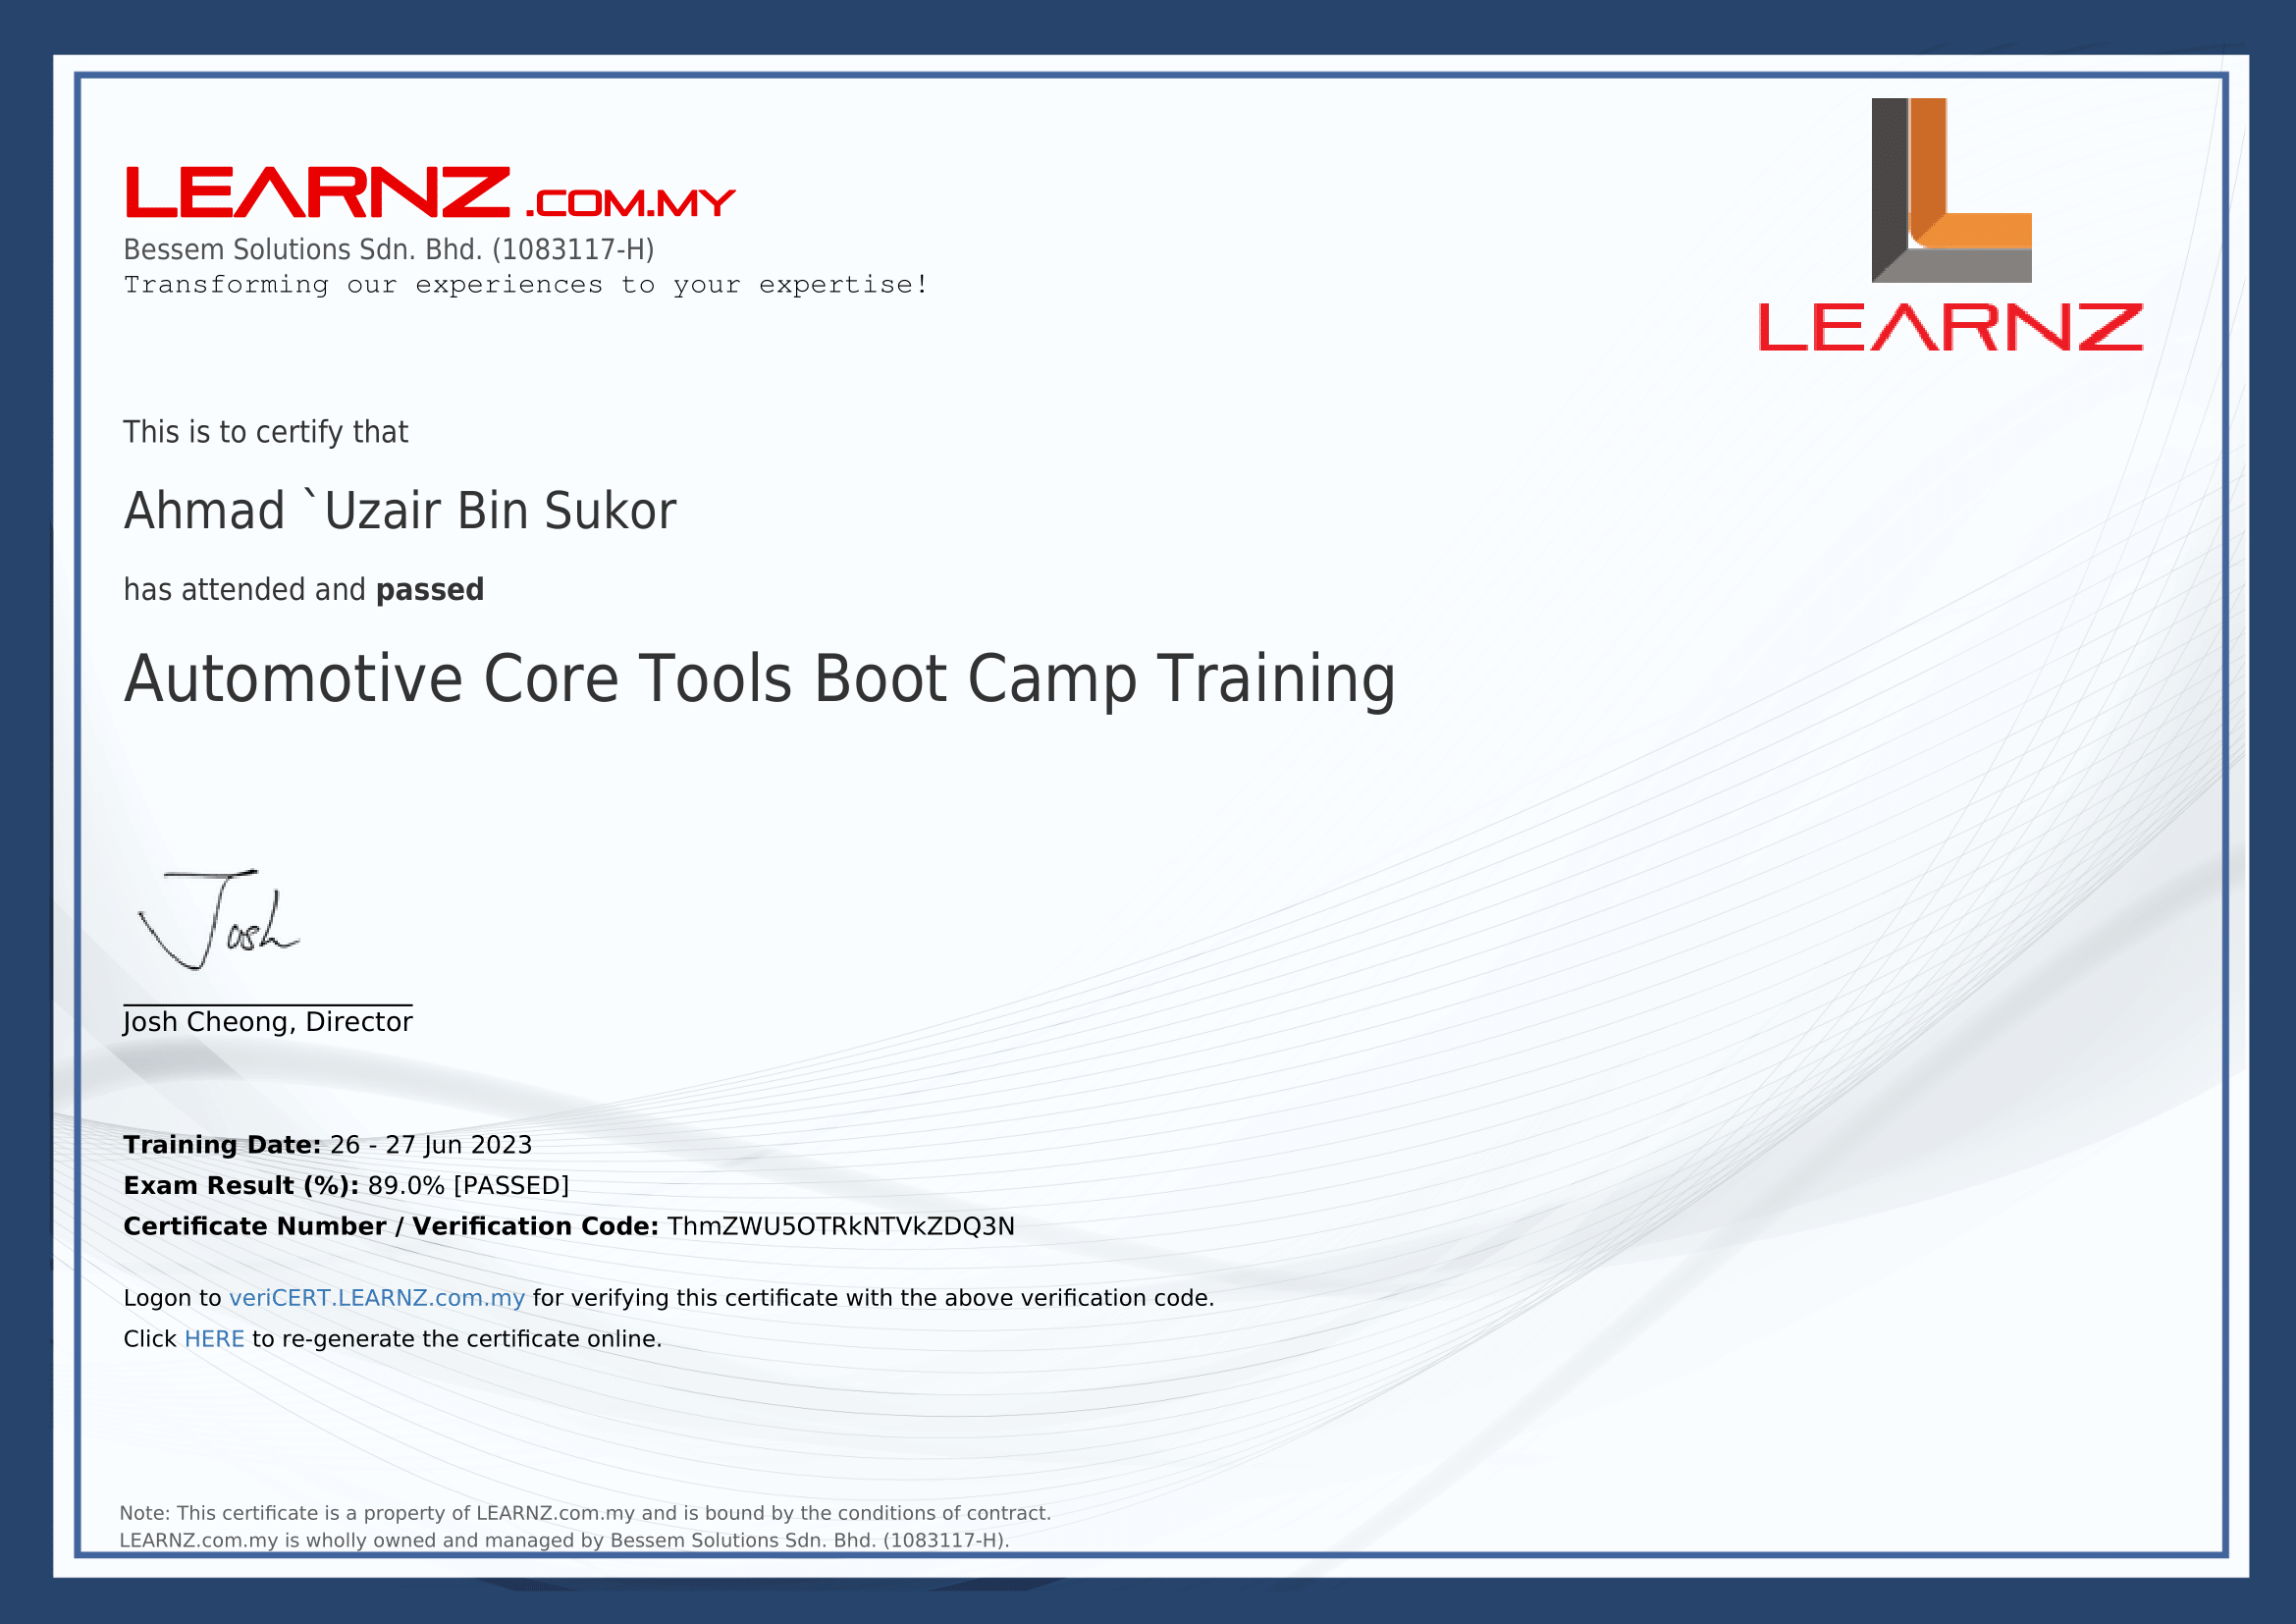 LEARNZ.COM.MY
Bessem Solutions Sdn. Bhd. (1083117-H)
Transforming our experiences to your expertise!
LEARNZ
This is to certify that
Ahmad `Uzair Bin Sukor
has attended and passed
Automotive Core Tools Boot Camp Training
Josh
Josh Cheong, Director
Training Date: 26 - 27 Jun 2023
Exam Result (%): 89.0% [PASSED]
Certificate Number / Verification Code: ThmZWU5OTRkNTVkZDQ3N
Logon to veriCERT.LEARNZ.com.my for verifying this certificate with the above verification code.
Click HERE to re-generate the certificate online.
Note: This certificate is a property of LEARNZ.com.my and is bound by the conditions of contract.
LEARNZ.com.my is wholly owned and managed by Bessem Solutions Sdn. Bhd. (1083117-H).